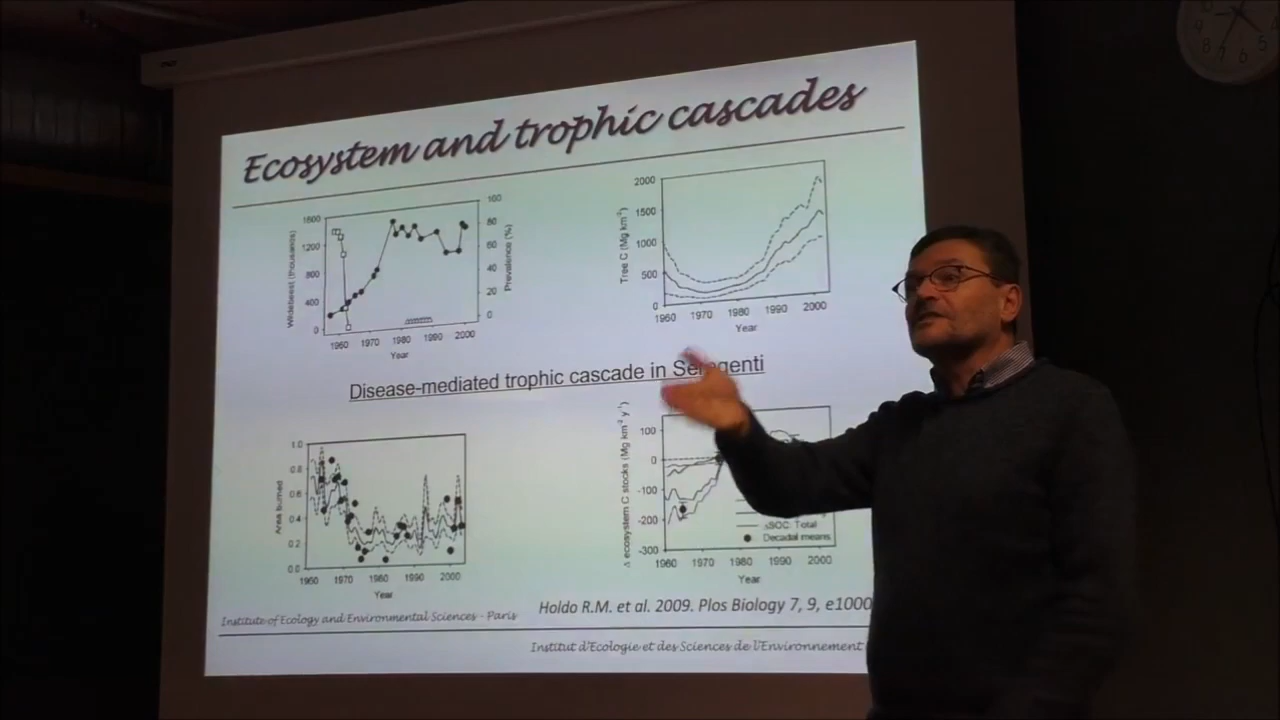 Ecosystem and trophic cascades
1600
1200
800
400
0
Wildebeest (thousands)
100
80
60
40
20
0
Prevalence (%)
1960 1970 1980 1990 2000
Year
2000
1500
1000
500
0
Tree C (Mg km⁻²)
1960 1970 1980 1990 2000
Year
Disease-mediated trophic cascade in
1.0
0.8
0.6
0.4
0.2
0.0
Area burned
1960 1970 1980 1990 2000
Year
100
0
-100
-200
-300
Δ ecosystem C stocks (Mg km⁻² y⁻¹)
SOC: Total
Decadal means
1960 1970 1980 1990 2000
Year
Holdo R.M. et al. 2009. Plos Biology 7, 9, e1000
Institute of Ecology and Environmental Sciences - Paris
Institut d'Ecologie et des Sciences de l'Environnement